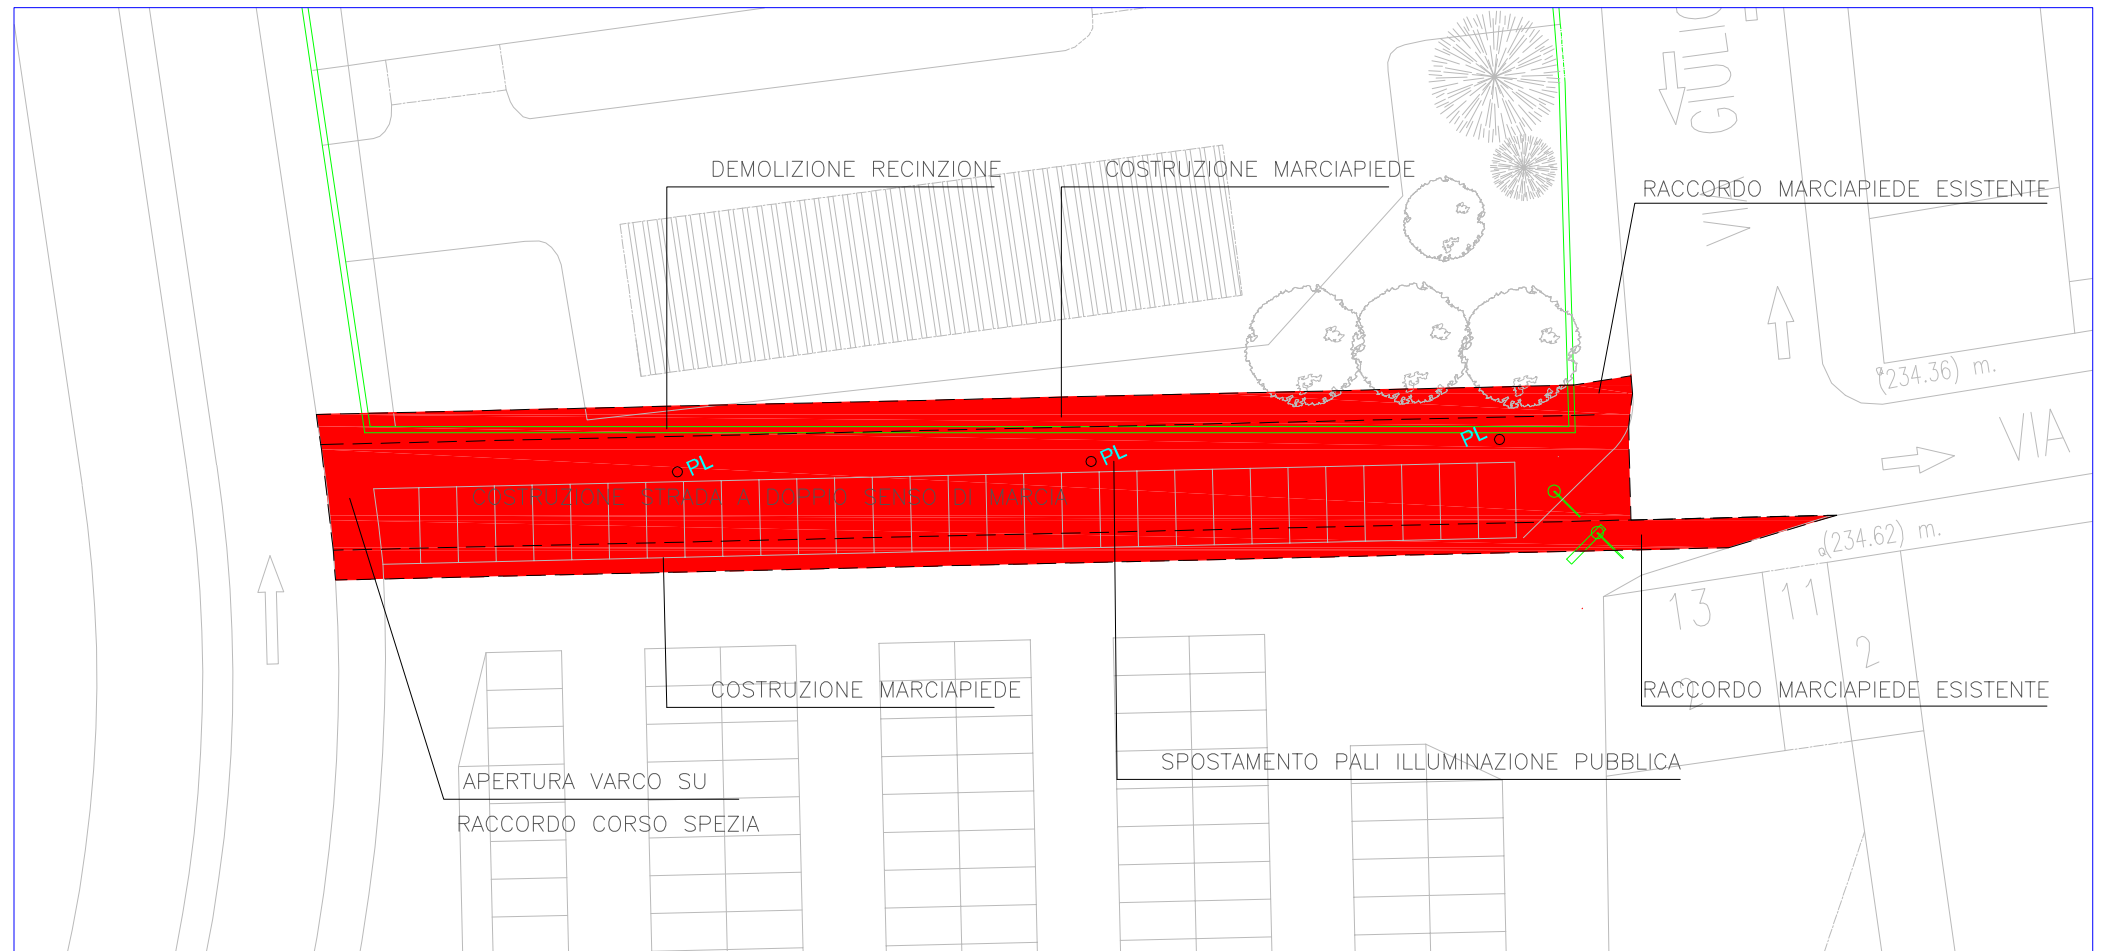 GIULIO
VIA
DEMOLIZIONE RECINZIONE
COSTRUZIONE MARCIAPIEDE
RACCORDO MARCIAPIEDE ESISTENTE
(234.36) m.
VIA
PL
PL
PL
COSTRUZIONE STRADA A DOPPIO SENSO DI MARCIA
(234.62) m.
13
11
2
2
COSTRUZIONE MARCIAPIEDE
RACCORDO MARCIAPIEDE ESISTENTE
SPOSTAMENTO PALI ILLUMINAZIONE PUBBLICA
APERTURA VARCO SU
RACCORDO CORSO SPEZIA